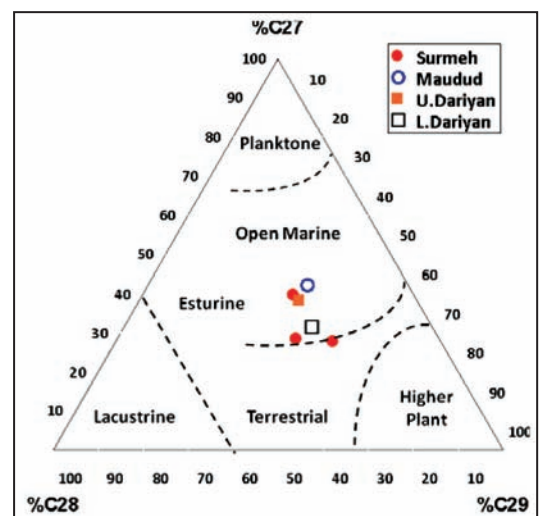 %C27
100
10
Surmeh
Maudud
U.Dariyan
L.Dariyan
90
20
80
Planktone
30
70
40
60
Open Marine
50
50
60
40
Esturine
70
30
80
20
Higher
Plant
90
10
Lacustrine
Terrestrial
100
100 90 80 70 60 50 40 30 20 10
%C28
%C29